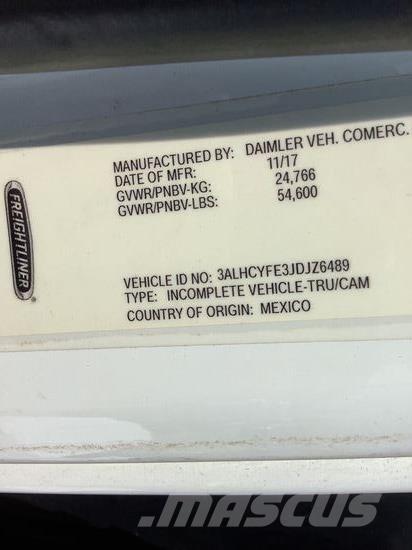 FREIGHTLINER
MANUFACTURED BY: DAIMLER VEH. COMERC.
DATE OF MFR: 11/17
GVWR/PNBV-KG: 24,766
GVWR/PNBV-LBS: 54,600
VEHICLE ID NO: 3ALHCYFE3JDJZ6489
TYPE: INCOMPLETE VEHICLE-TRU/CAM
COUNTRY OF ORIGIN: MEXICO
Mascus